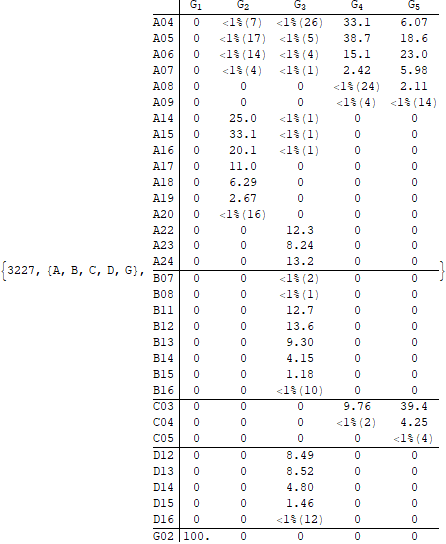 G1 G2 G3 G4 G5
A04 0 <1%(7) <1%(26) 33.1 6.07
A05 0 <1%(17) <1%(5) 38.7 18.6
A06 0 <1%(14) <1%(4) 15.1 23.0
A07 0 <1%(4) <1%(1) 2.42 5.98
A08 0 0 0 <1%(24) 2.11
A09 0 0 0 <1%(4) <1%(14)
A14 0 25.0 <1%(1) 0 0
A15 0 33.1 <1%(1) 0 0
A16 0 20.1 <1%(1) 0 0
A17 0 11.0 0 0 0
A18 0 6.29 0 0 0
A19 0 2.67 0 0 0
A20 0 <1%(16) 0 0 0
A22 0 0 12.3 0 0
A23 0 0 8.24 0 0
A24 0 0 13.2 0 0
{3227, {A, B, C, D, G}, }
B07 0 0 <1%(2) 0 0
B08 0 0 <1%(1) 0 0
B11 0 0 12.7 0 0
B12 0 0 13.6 0 0
B13 0 0 9.30 0 0
B14 0 0 4.15 0 0
B15 0 0 1.18 0 0
B16 0 0 <1%(10) 0 0
C03 0 0 0 9.76 39.4
C04 0 0 0 <1%(2) 4.25
C05 0 0 0 0 <1%(4)
D12 0 0 8.49 0 0
D13 0 0 8.52 0 0
D14 0 0 4.80 0 0
D15 0 0 1.46 0 0
D16 0 0 <1%(12) 0 0
G02 100. 0 0 0 0